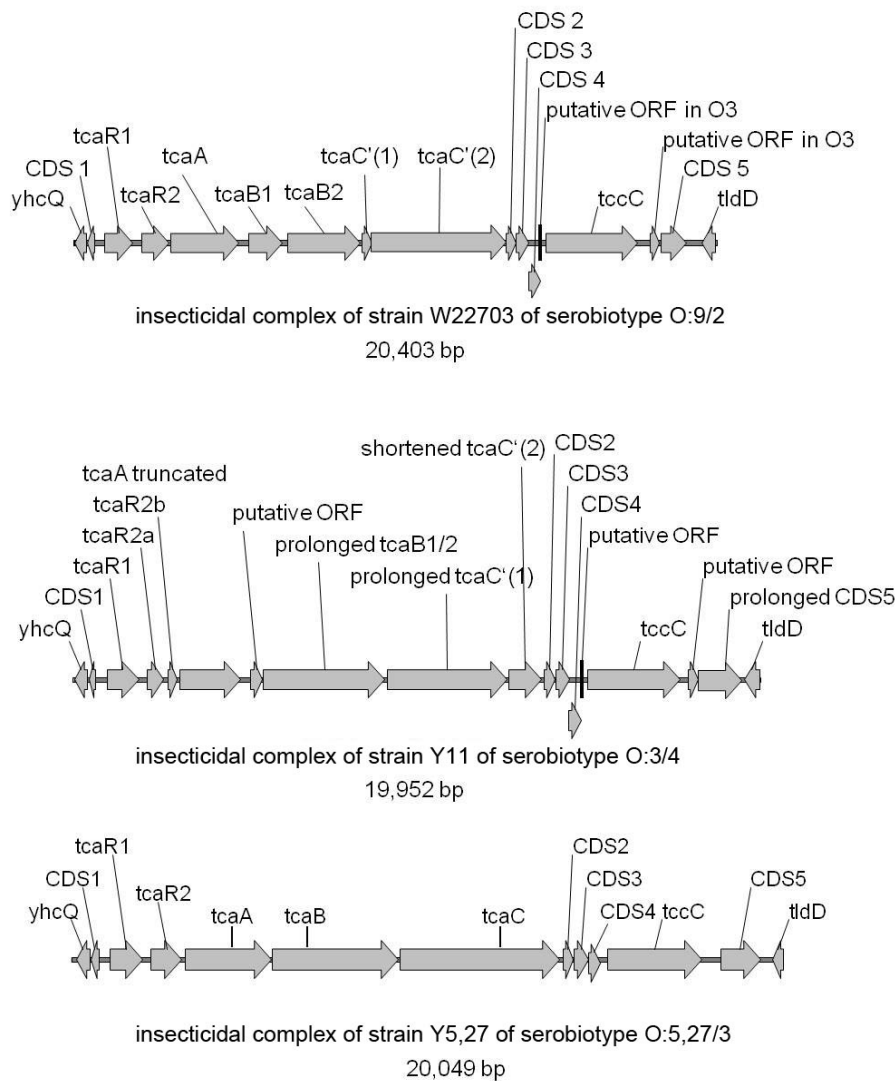 CDS 2
CDS 3
CDS 4
putative ORF in O3
tcaR1
putative ORF in O3
CDS 1
tcaA
tcaC'(1)
tcaC'(2)
CDS 5
yhcQ
tcaR2
tcaB1
tcaB2
tccC
tldD
insecticidal complex of strain W22703 of serobiotype O:9/2
20,403 bp
shortened tcaC‘(2)
CDS2
tcaA truncated
CDS3
tcaR2b
CDS4
tcaR2a
putative ORF
putative ORF
tcaR1
prolonged tcaB1/2
putative ORF
CDS1
prolonged tcaC‘(1)
prolonged CDS5
yhcQ
tccC
tldD
insecticidal complex of strain Y11 of serobiotype O:3/4
19,952 bp
tcaR1
CDS2
CDS1
CDS3
CDS5
yhcQ
tcaR2
tcaA
tcaB
tcaC
CDS4
tccC
tldD
insecticidal complex of strain Y5,27 of serobiotype O:5,27/3
20,049 bp